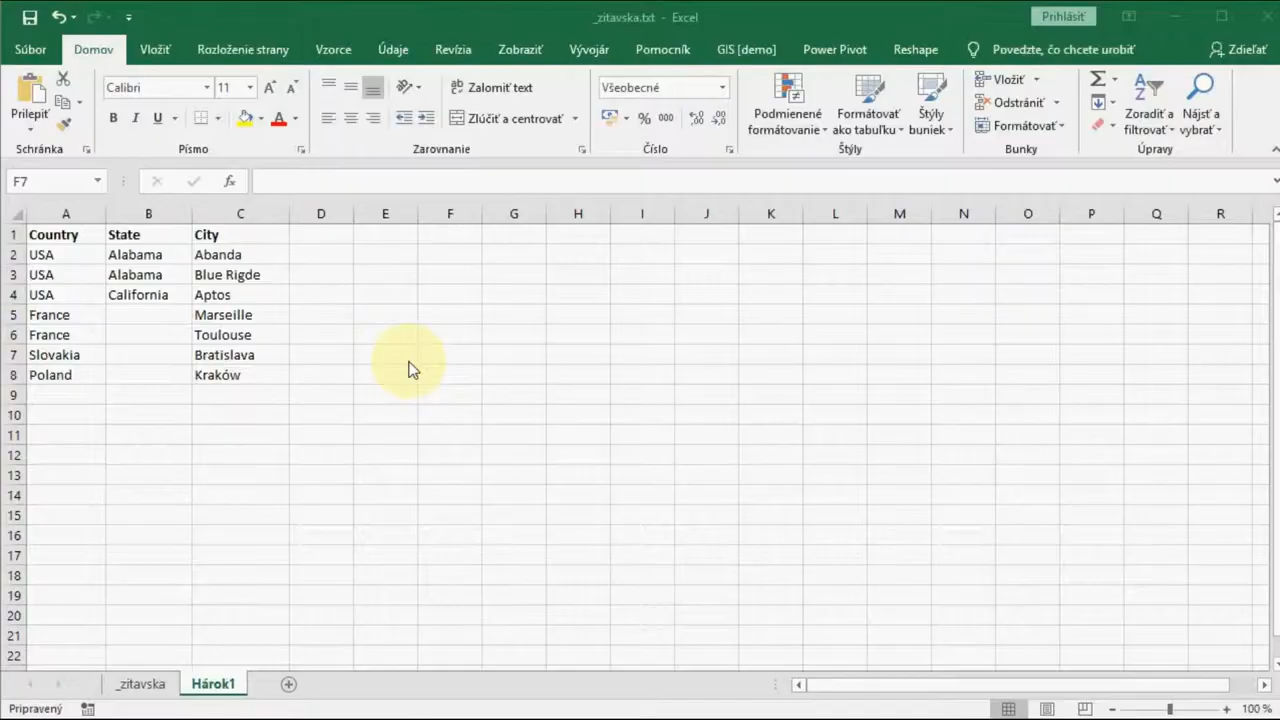 _zitavska.txt - Excel
Prihlásiť
Súbor Domov Vložiť Rozloženie strany Vzorce Údaje Revízia Zobraziť Vývojár Pomocník GIS [demo] Power Pivot Reshape Povedzte, čo chcete urobiť Zdieľať
Prilepiť
Calibri 11
B I U
Zalomiť text
Zlúčiť a centrovať
Všeobecné
% 000
Podmienené formátovanie
Formátovať ako tabuľku
Štýly buniek
Vložiť
Odstrániť
Formátovať
Zoradiť a filtrovať
Nájsť a vybrať
Schránka Písmo Zarovnanie Číslo Štýly Bunky Úpravy
F7 fx
A B C D E F G H I J K L M N O P Q R
1 Country State City
2 USA Alabama Abanda
3 USA Alabama Blue Rigde
4 USA California Aptos
5 France Marseille
6 France Toulouse
7 Slovakia Bratislava
8 Poland Kraków
9
10
11
12
13
14
15
16
17
18
19
20
21
22
_zitavska Hárok1
Pripravený 100 %